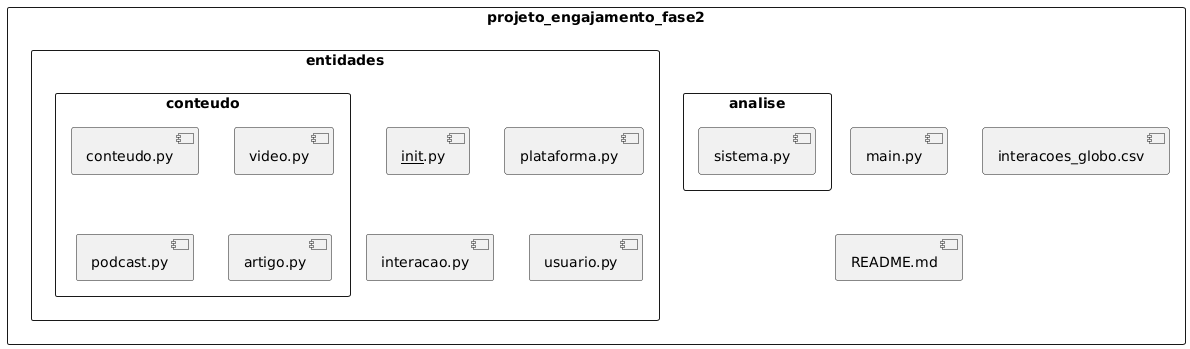 projeto_engajamento_fase2
entidades
conteudo
analise
conteudo.py
video.py
init.py
plataforma.py
sistema.py
main.py
interacoes_globo.csv
podcast.py
artigo.py
interacao.py
usuario.py
README.md